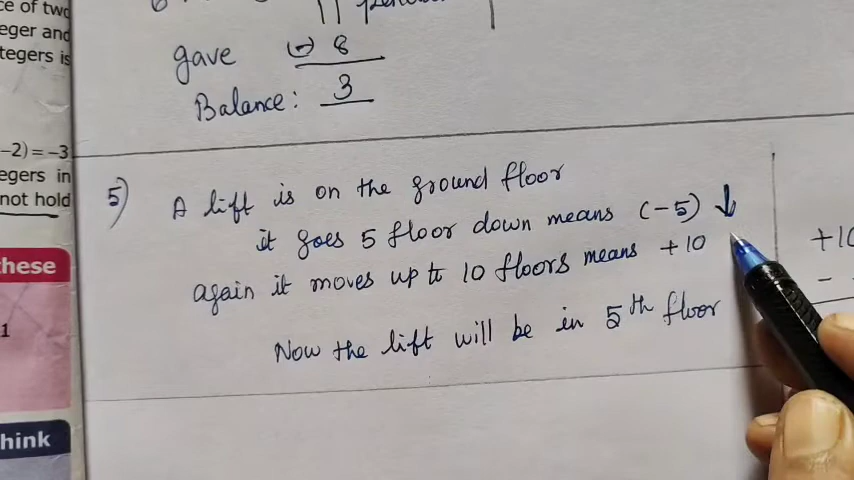 ce of two
eger and
tegers is
-2) = -3
egers in
not hold
these
1
hink
6
gave (-) 8
Balance: 3
5) A lift is on the ground floor
it goes 5 floor down means (-5) ↓
again it moves up to 10 floors means +10
Now the lift will be in 5th floor
+10
-